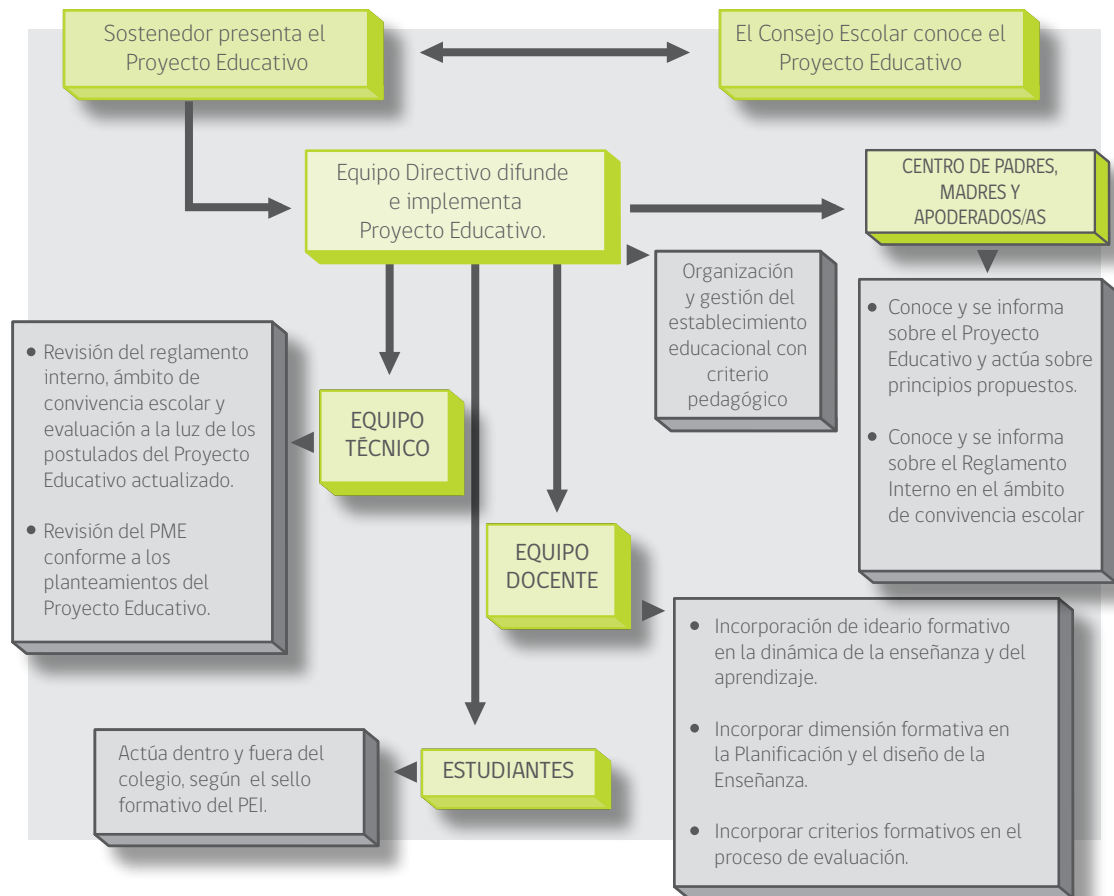 Sostenedor presenta el
Proyecto Educativo
El Consejo Escolar conoce el
Proyecto Educativo
Equipo Directivo difunde
e implementa
Proyecto Educativo.
CENTRO DE PADRES,
MADRES Y
APODERADOS/AS
Organización
y gestión del
establecimiento
educacional con
criterio
pedagógico
• Conoce y se informa
sobre el Proyecto
Educativo y actúa sobre
principios propuestos.
• Conoce y se informa
sobre el Reglamento
Interno en el ámbito
de convivencia escolar
• Revisión del reglamento
interno, ámbito de
convivencia escolar y
evaluación a la luz de los
postulados del Proyecto
Educativo actualizado.
• Revisión del PME
conforme a los
planteamientos del
Proyecto Educativo.
EQUIPO
TÉCNICO
EQUIPO
DOCENTE
• Incorporación de ideario formativo
en la dinámica de la enseñanza y del
aprendizaje.
• Incorporar dimensión formativa en
la Planificación y el diseño de la
Enseñanza.
• Incorporar criterios formativos en el
proceso de evaluación.
Actúa dentro y fuera del
colegio, según el sello
formativo del PEI.
ESTUDIANTES